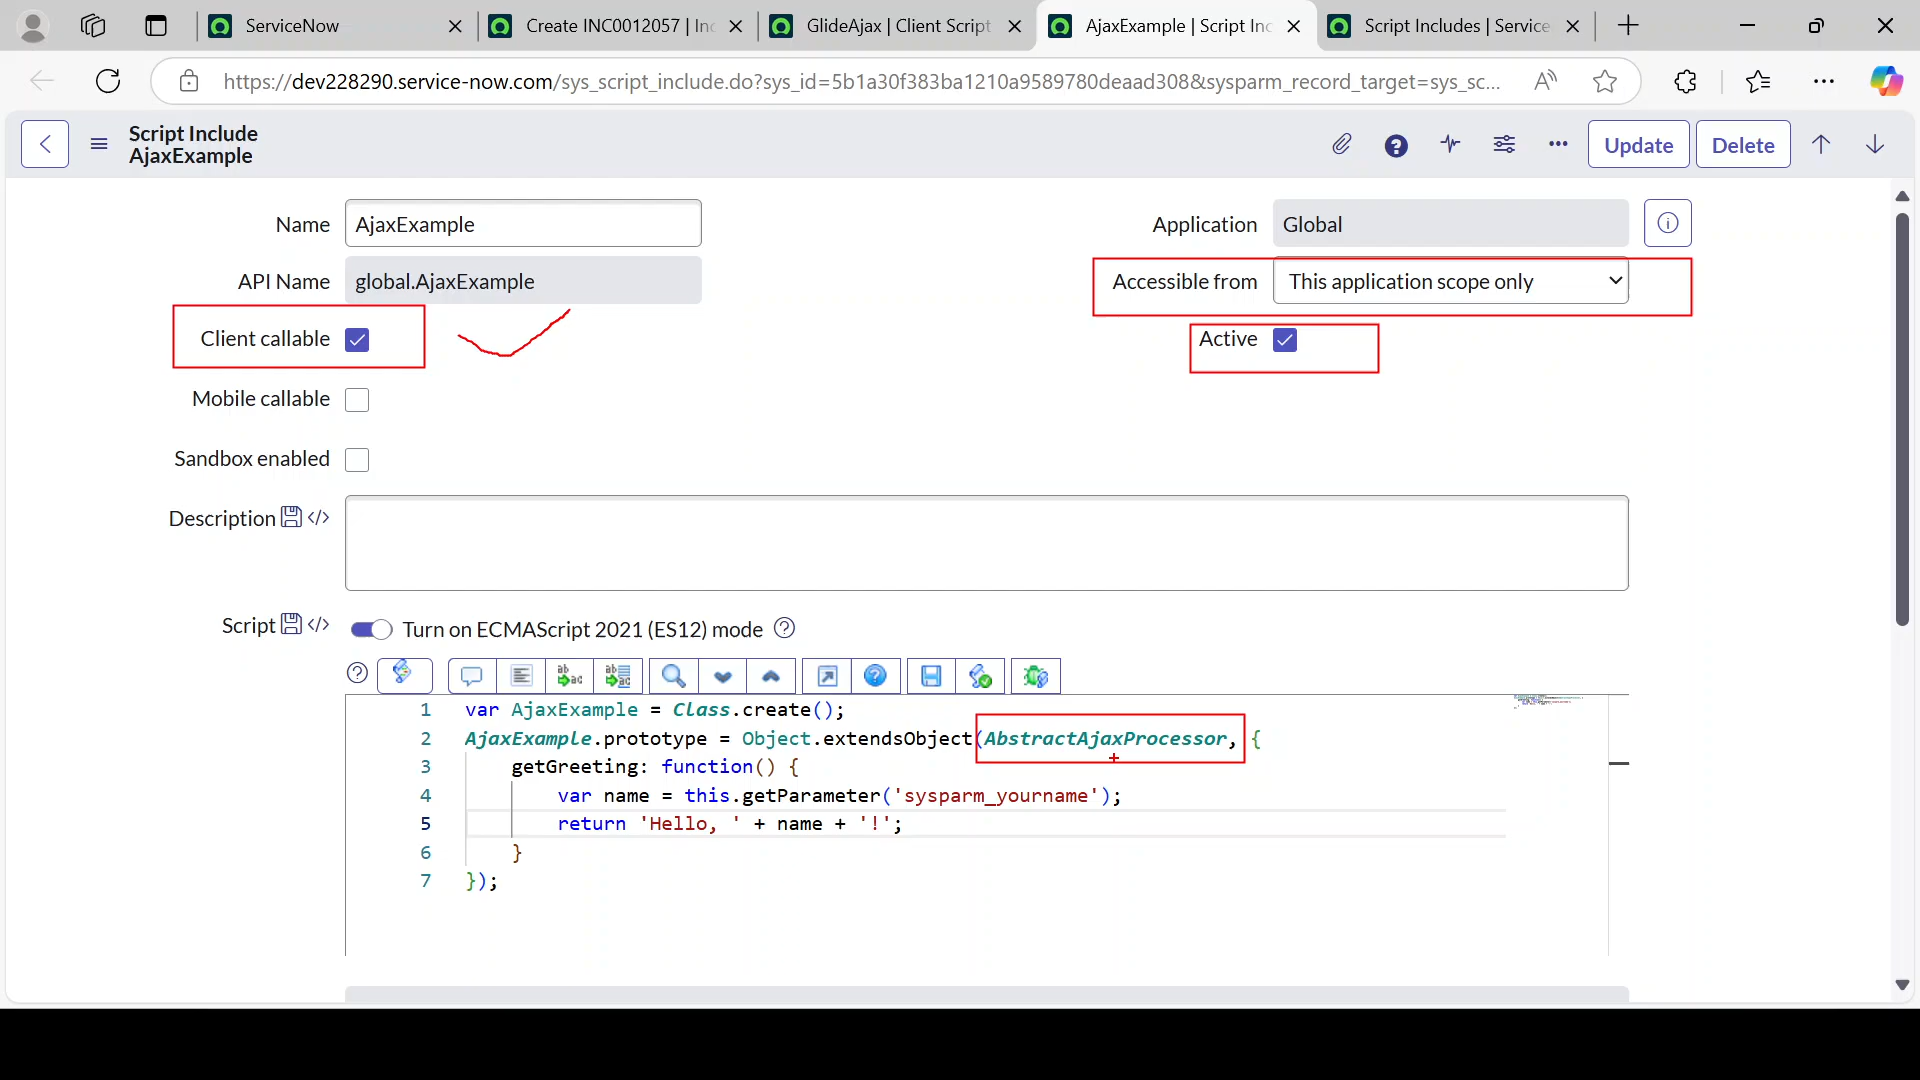 ServiceNow
Create INC0012057 | Inc
GlideAjax | Client Script
AjaxExample | Script Inc
Script Includes | Service
https://dev228290.service-now.com/sys_script_include.do?sys_id=5b1a30f383ba1210a9589780deaad308&sysparm_record_target=sys_sc...
Script Include
AjaxExample
Update
Delete
Name
AjaxExample
Application
Global
API Name
global.AjaxExample
Accessible from
This application scope only
Client callable
Active
Mobile callable
Sandbox enabled
Description
Script
Turn on ECMAScript 2021 (ES12) mode
1 var AjaxExample = Class.create();
2 AjaxExample.prototype = Object.extendsObject(AbstractAjaxProcessor, {
3 getGreeting: function() {
4 var name = this.getParameter('sysparm_yourname');
5 return 'Hello, ' + name + '!';
6 }
7 });